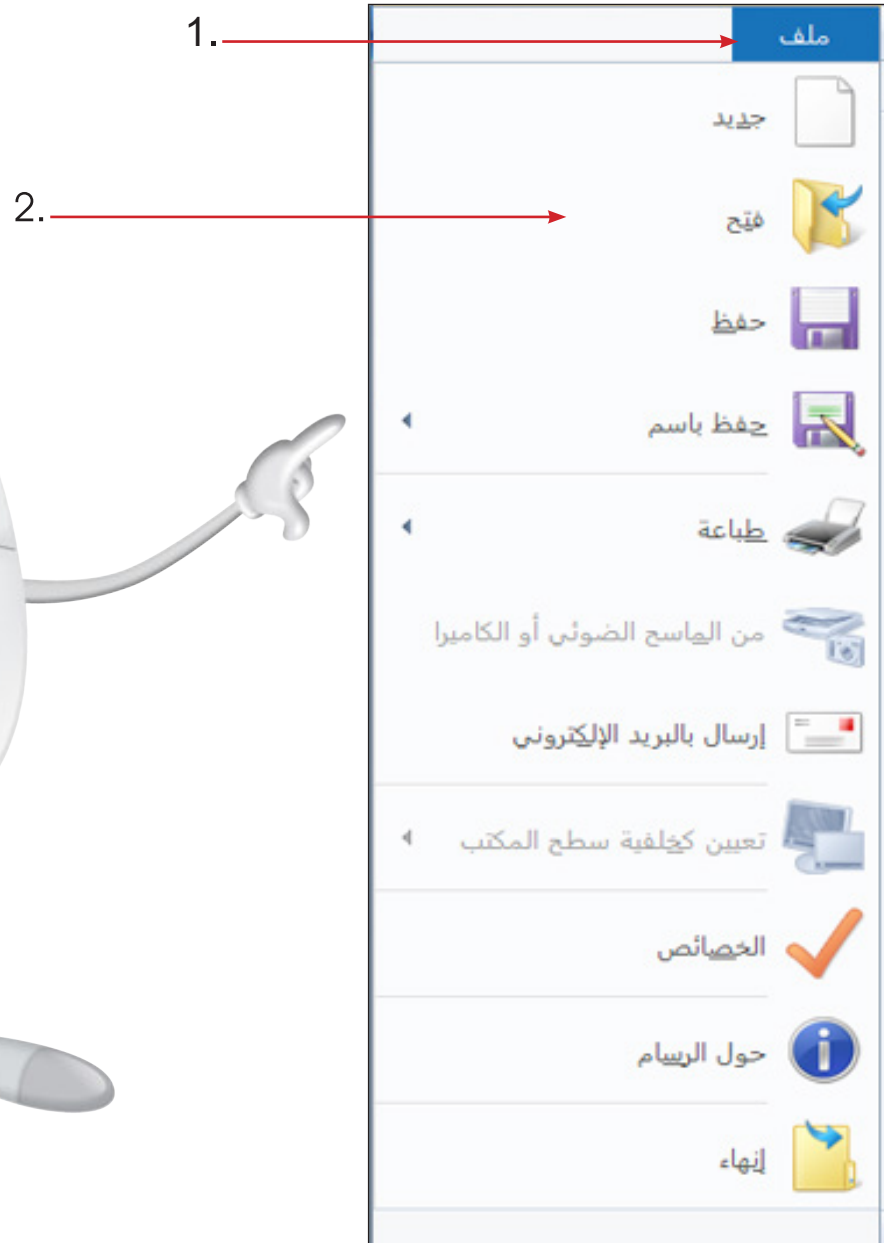 1.
ملف
جديد
2.
فتح
حفظ
حفظ باسم
طباعة
من الماسح الضوئي أو الكاميرا
إرسال بالبريد الإلكتروني
تعيين كخلفية سطح المكتب
الخصائص
حول الرسام
إنهاء